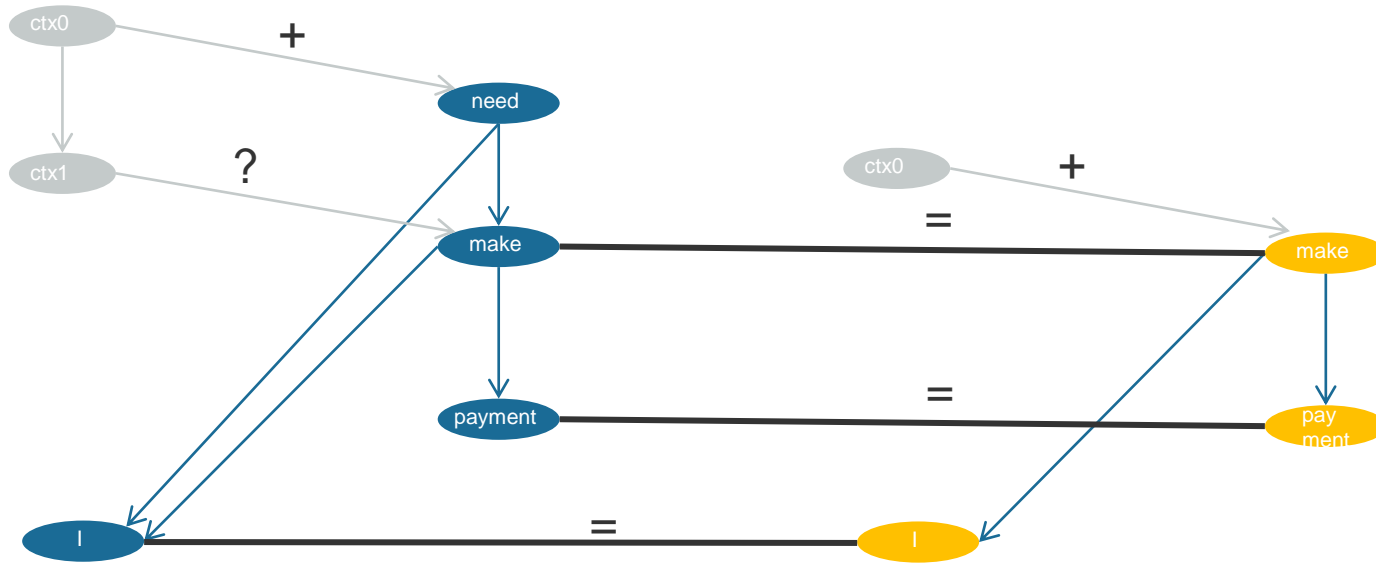 ctx0
+
need
ctx1
?
ctx0
+
make
=
make
payment
=
pay
ment
I
=
I